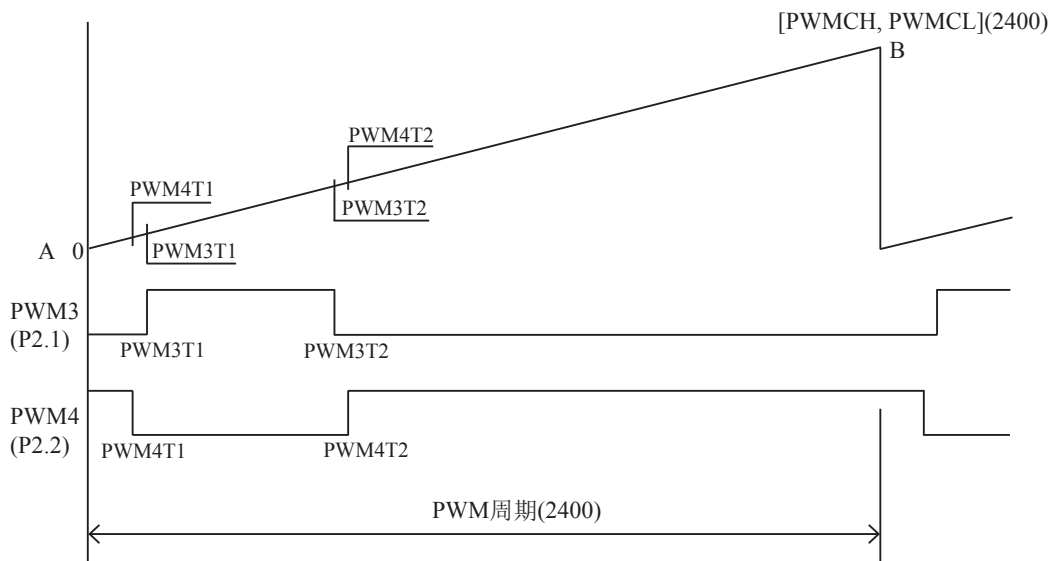 [PWMCH, PWMCL](2400)
B
PWM4T2
PWM4T1
PWM3T2
A 0
PWM3T1
PWM3
(P2.1)
PWM3T1
PWM3T2
PWM4
(P2.2)
PWM4T1
PWM4T2
PWM周期(2400)